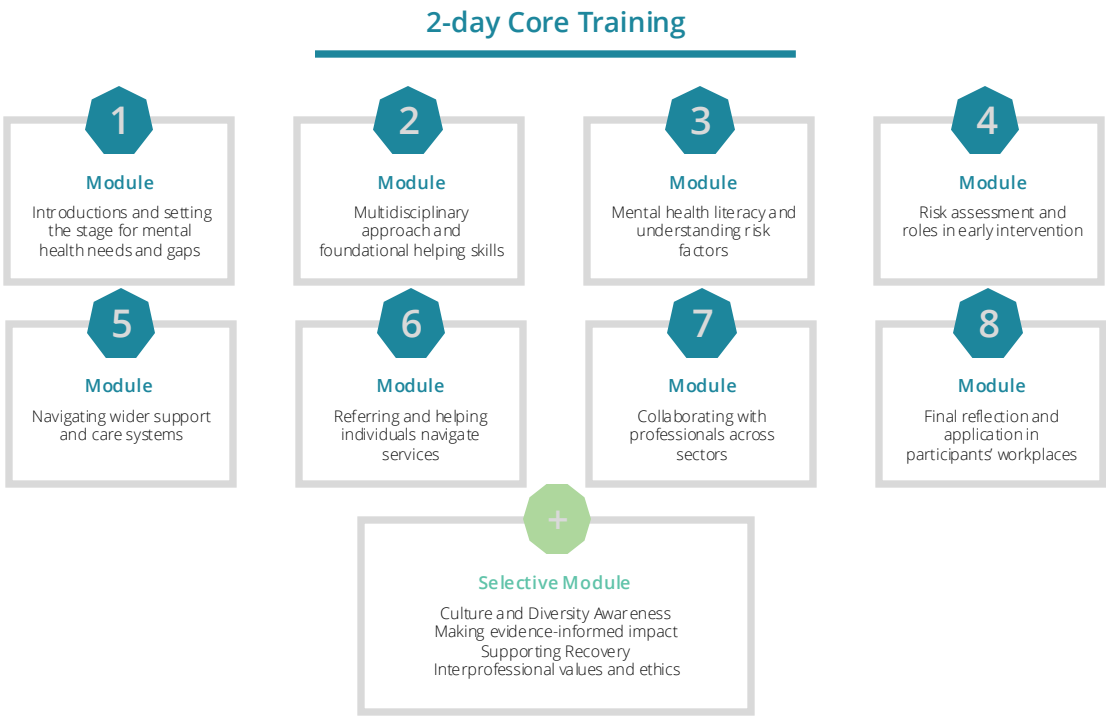 2-day Core Training
1
Module
Introductions and setting
the stage for mental
health needs and gaps
2
Module
Multidisciplinary
approach and
foundational helping skills
3
Module
Mental health literacy and
understanding risk
factors
4
Module
Risk assessment and
roles in early intervention
5
Module
Navigating wider support
and care systems
6
Module
Referring and helping
individuals navigate
services
7
Module
Collaborating with
professionals across
sectors
8
Module
Final reflection and
application in
participants’ workplaces
+
Selective Module
Culture and Diversity Awareness
Making evidence-informed impact
Supporting Recovery
Interprofessional values and ethics